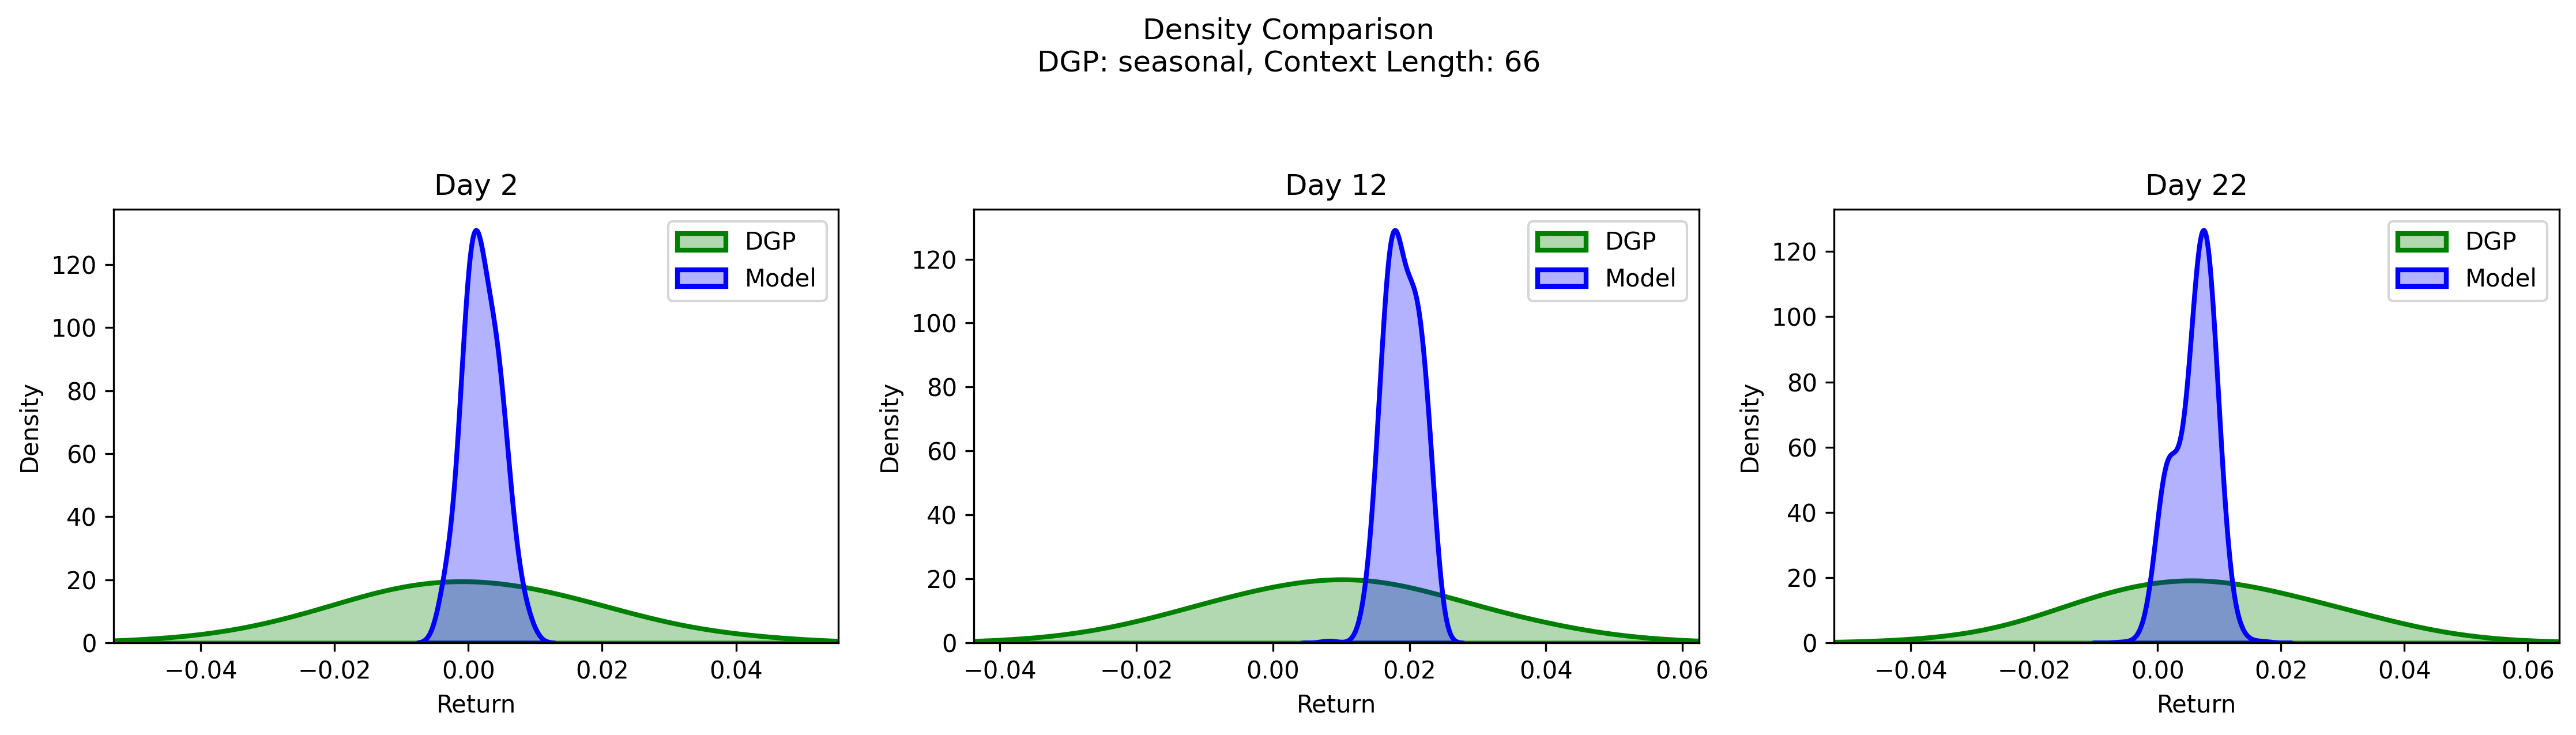 Density Comparison
DGP: seasonal, Context Length: 66
Day 2
DGP
Model
Density
0
20
40
60
80
100
120
−0.04
−0.02
0.00
0.02
0.04
Return
Day 12
DGP
Model
Density
0
20
40
60
80
100
120
−0.04
−0.02
0.00
0.02
0.04
0.06
Return
Day 22
DGP
Model
Density
0
20
40
60
80
100
120
−0.04
−0.02
0.00
0.02
0.04
0.06
Return